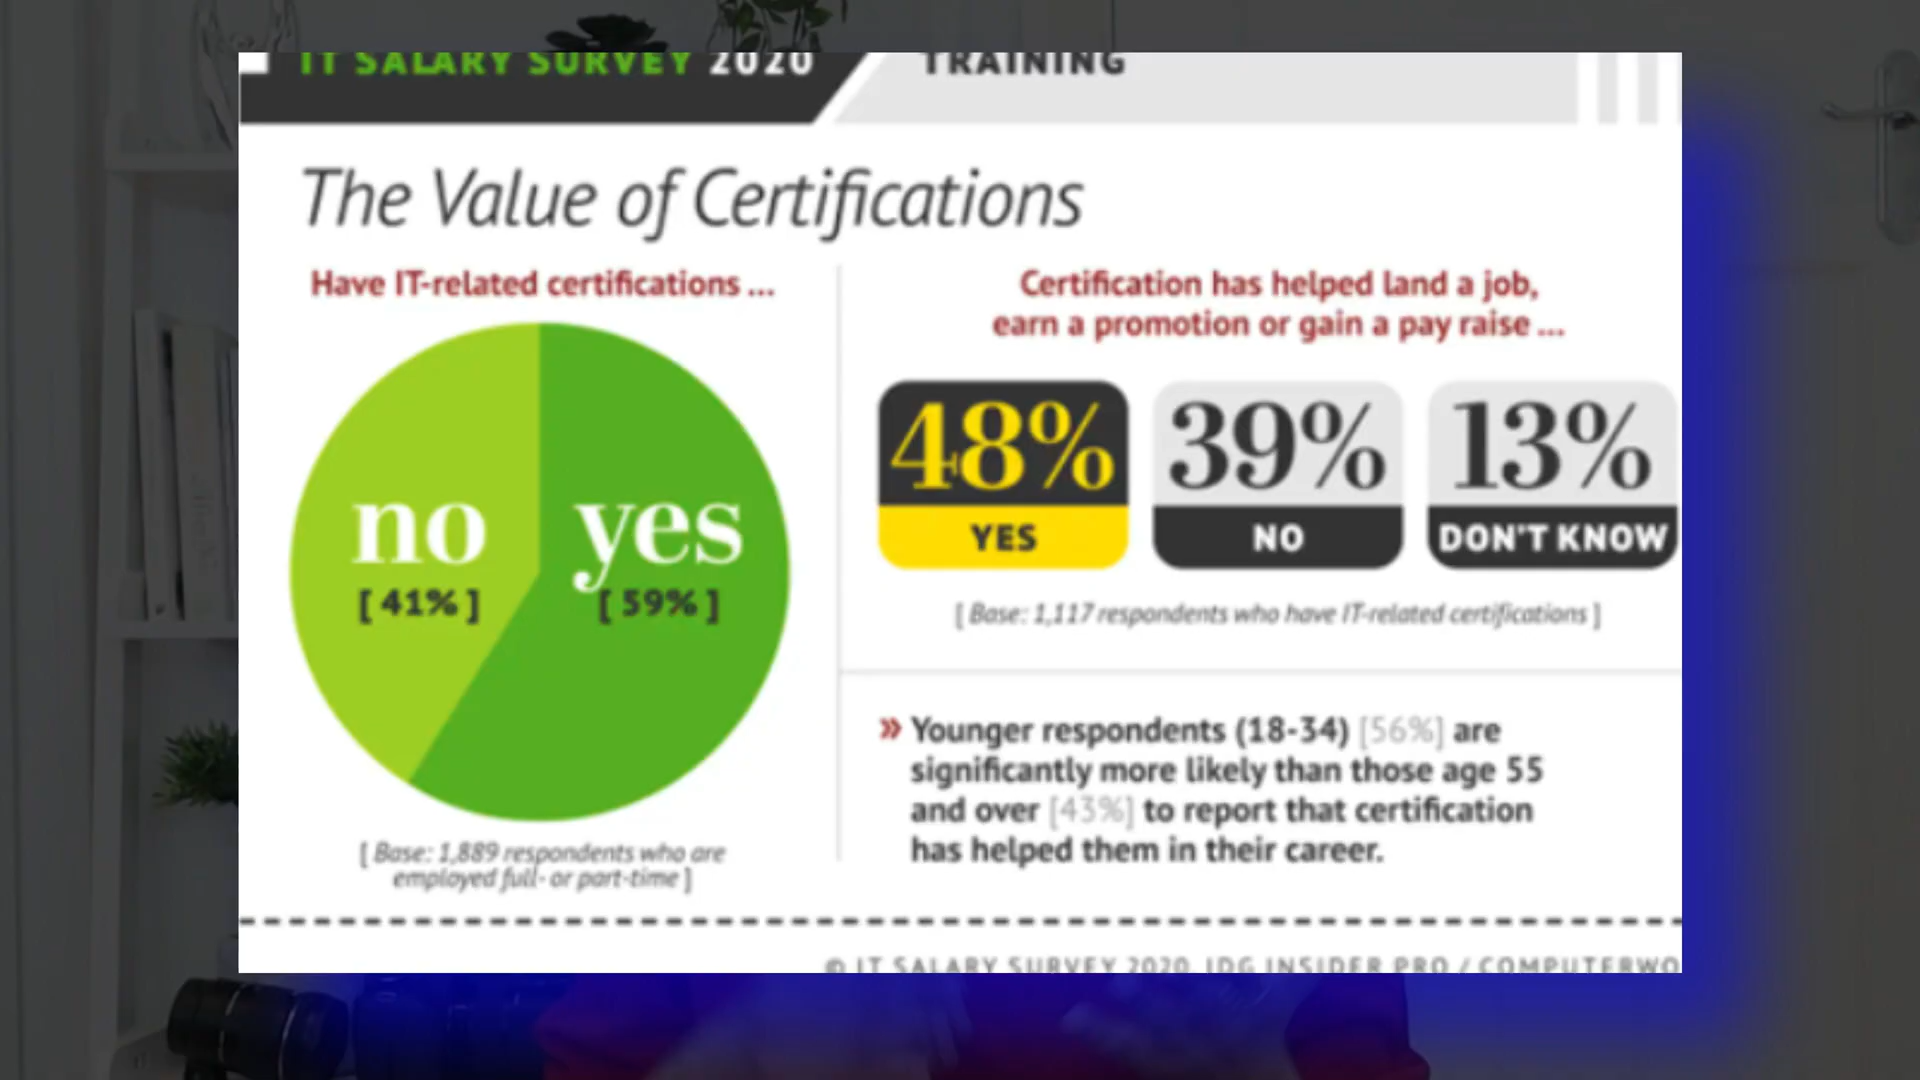 IT SALARY SURVEY 2020
TRAINING
The Value of Certifications
Have IT-related certifications ...
no
[ 41% ]
yes
[ 59% ]
[ Base: 1,889 respondents who are
employed full- or part-time ]
Certification has helped land a job,
earn a promotion or gain a pay raise ...
48%
YES
39%
NO
13%
DON'T KNOW
[ Base: 1,117 respondents who have IT-related certifications ]
» Younger respondents (18-34) [56%] are
significantly more likely than those age 55
and over [43%] to report that certification
has helped them in their career.
© IT SALARY SURVEY 2020, IDG INSIDER PRO / COMPUTERWO